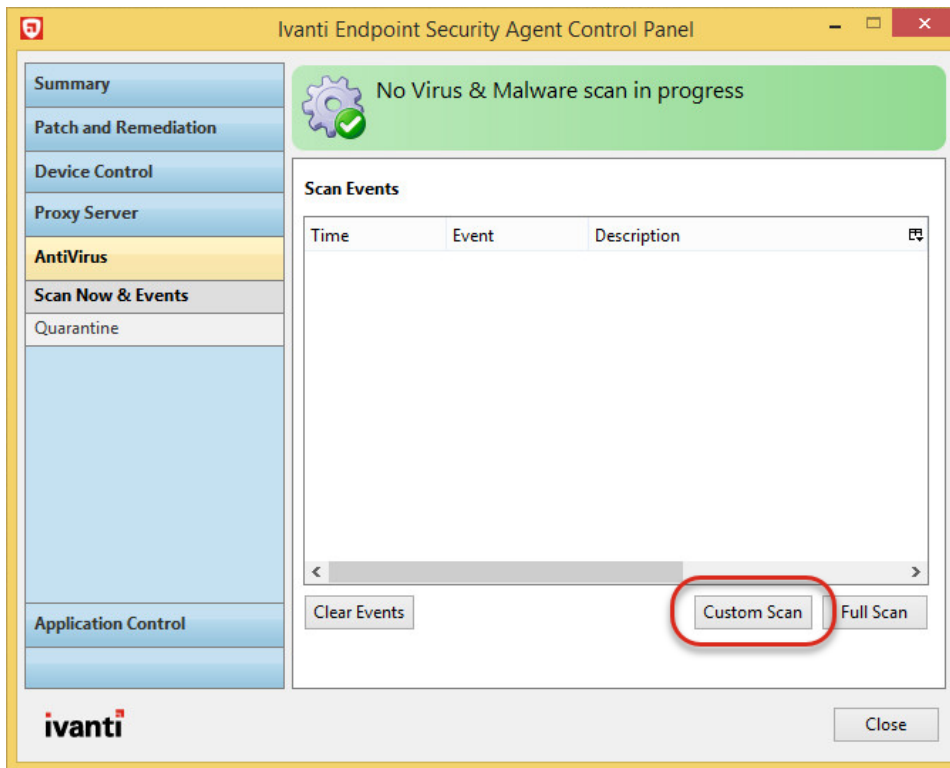 Ivanti Endpoint Security Agent Control Panel
Summary
Patch and Remediation
Device Control
Proxy Server
AntiVirus
Scan Now & Events
Quarantine
Application Control
No Virus & Malware scan in progress
Scan Events
Time Event Description
Clear Events Custom Scan Full Scan
ivanti
Close